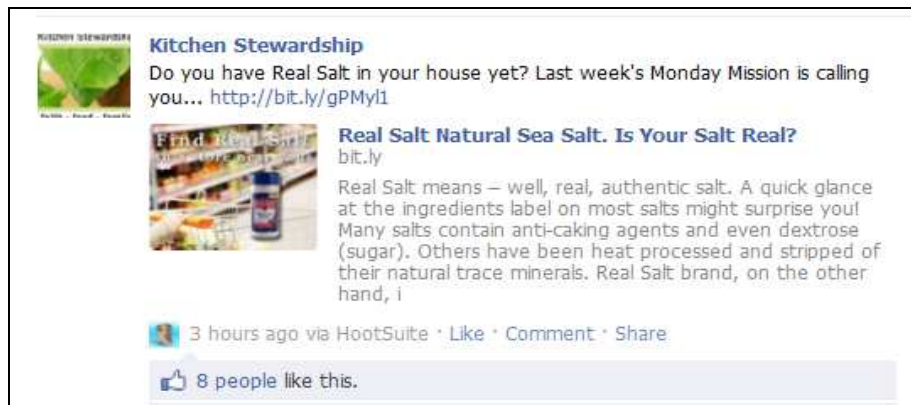 Kitchen Stewardship
Do you have Real Salt in your house yet? Last week's Monday Mission is calling
you... http://bit.ly/gPMyl1
Find Real Salt
Real Salt Natural Sea Salt. Is Your Salt Real?
bit.ly
Real Salt means – well, real, authentic salt. A quick glance
at the ingredients label on most salts might surprise you!
Many salts contain anti-caking agents and even dextrose
(sugar). Others have been heat processed and stripped of
their natural trace minerals. Real Salt brand, on the other
hand, i
3 hours ago via HootSuite · Like · Comment · Share
8 people like this.